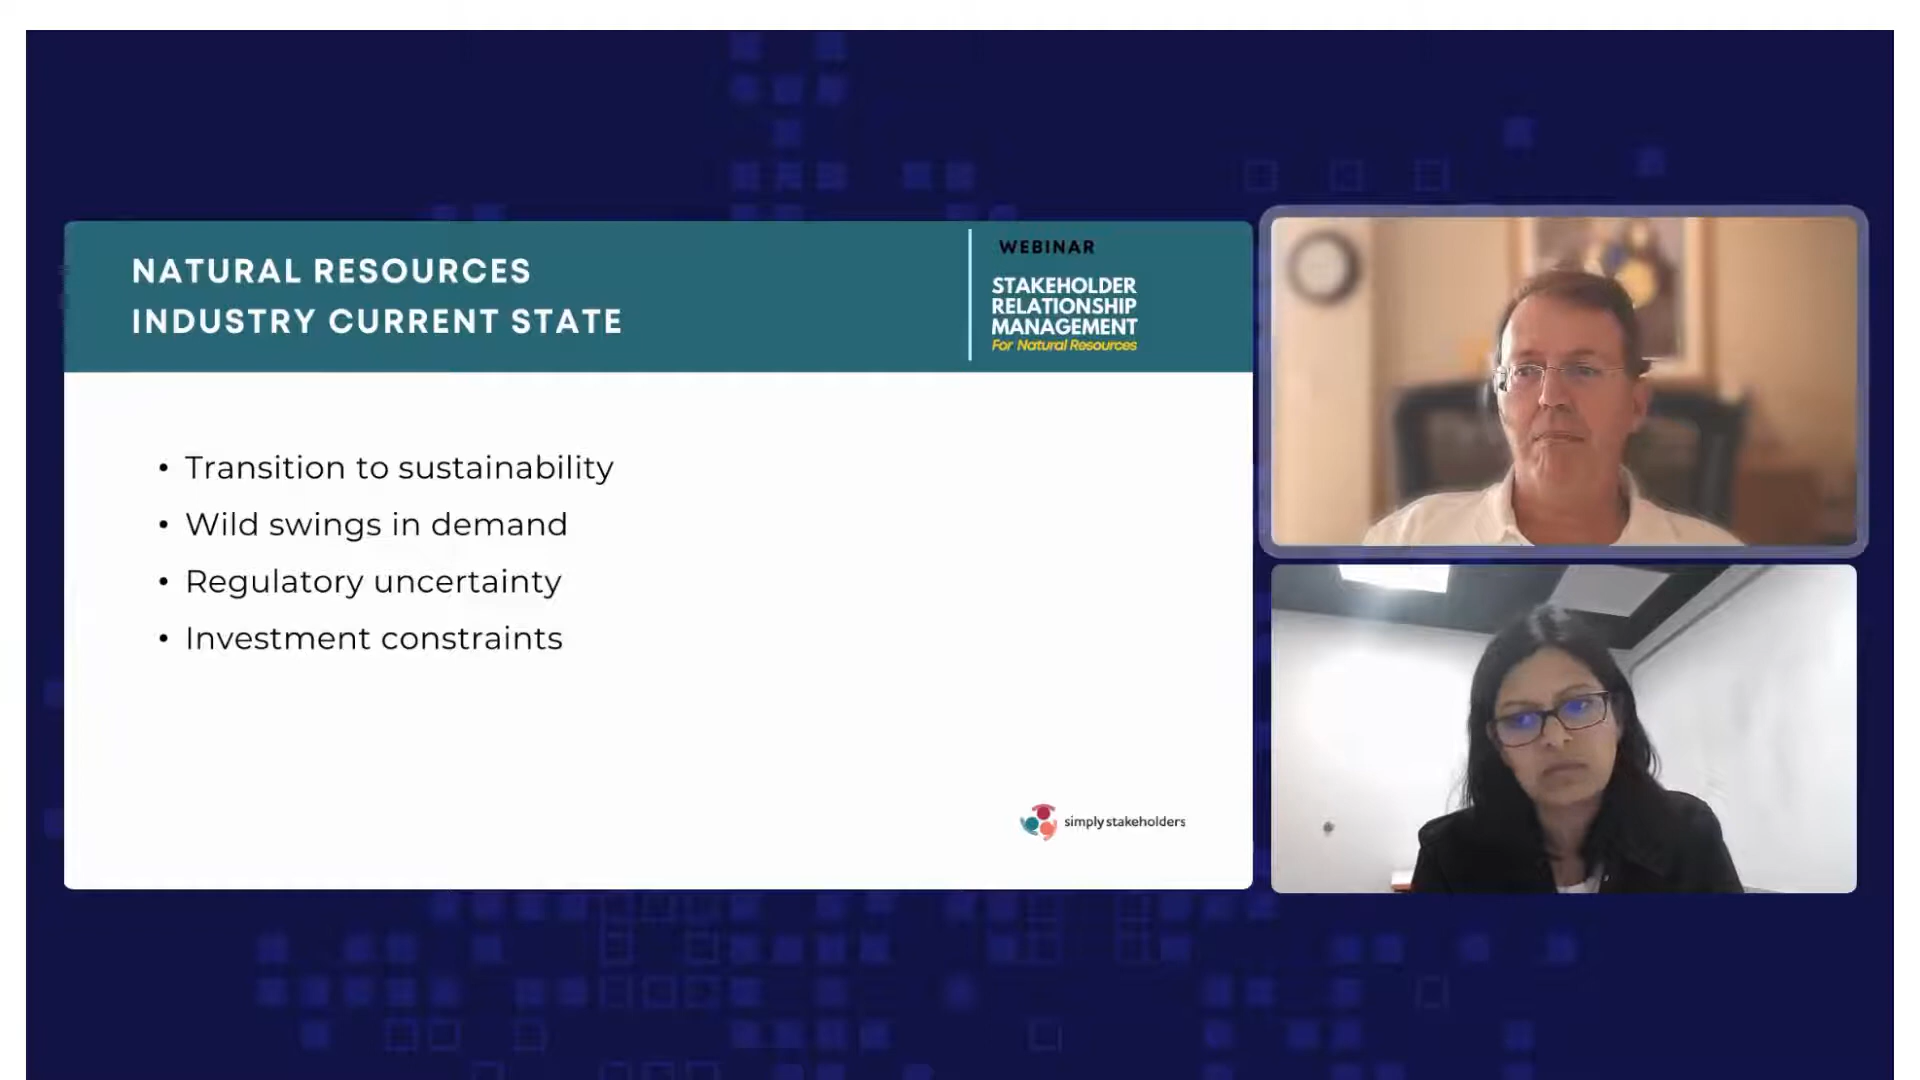 NATURAL RESOURCES
INDUSTRY CURRENT STATE
WEBINAR
STAKEHOLDER
RELATIONSHIP
MANAGEMENT
For Natural Resources
• Transition to sustainability
• Wild swings in demand
• Regulatory uncertainty
• Investment constraints
simply stakeholders